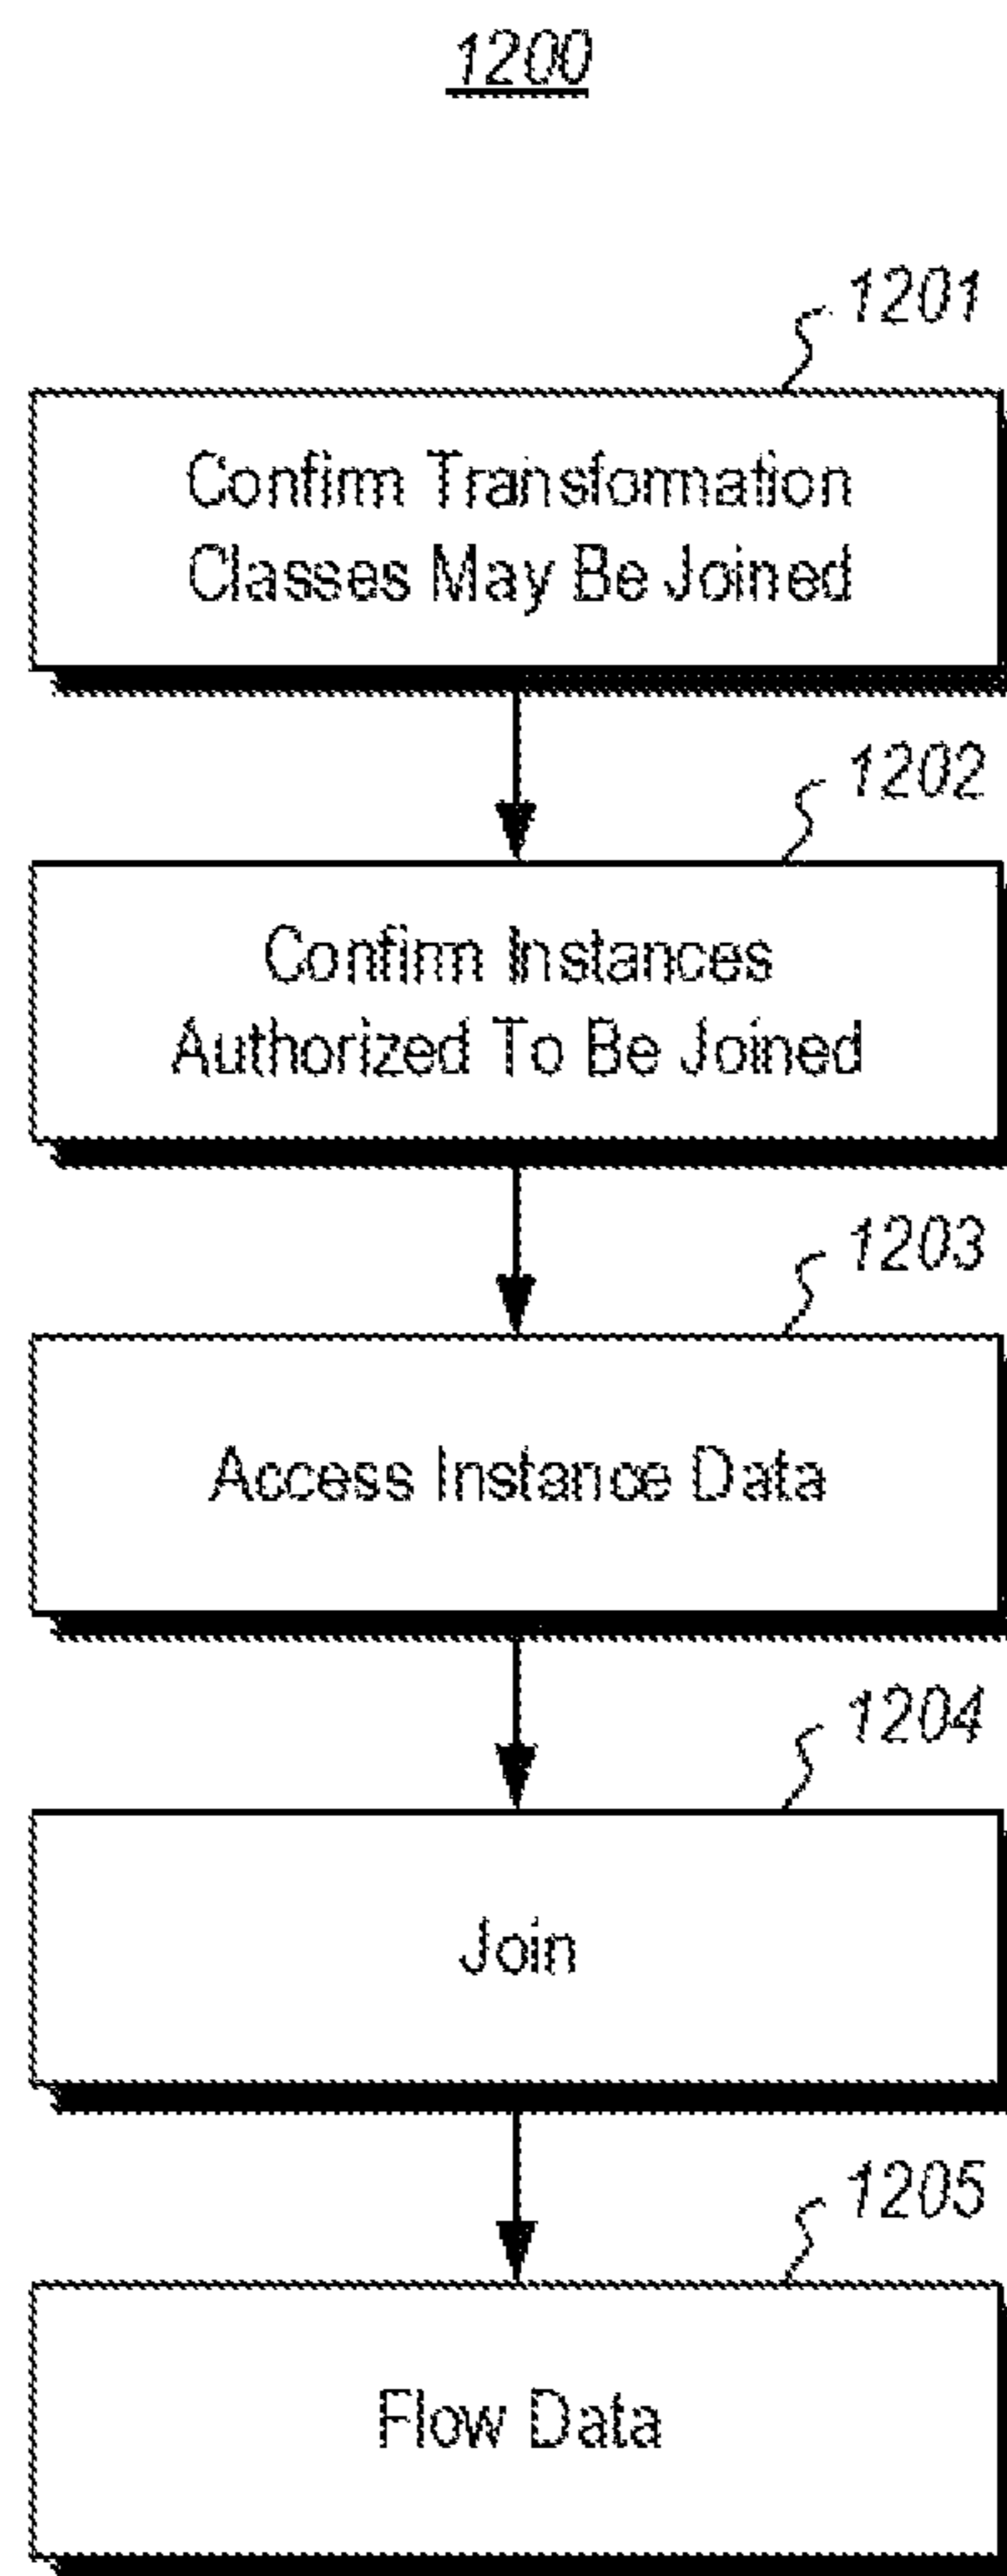 1200
1201
Confirm Transformation
Classes May Be Joined
1202
Confirm Instances
Authorized To Be Joined
1203
Access Instance Data
1204
Join
1205
Flow Data